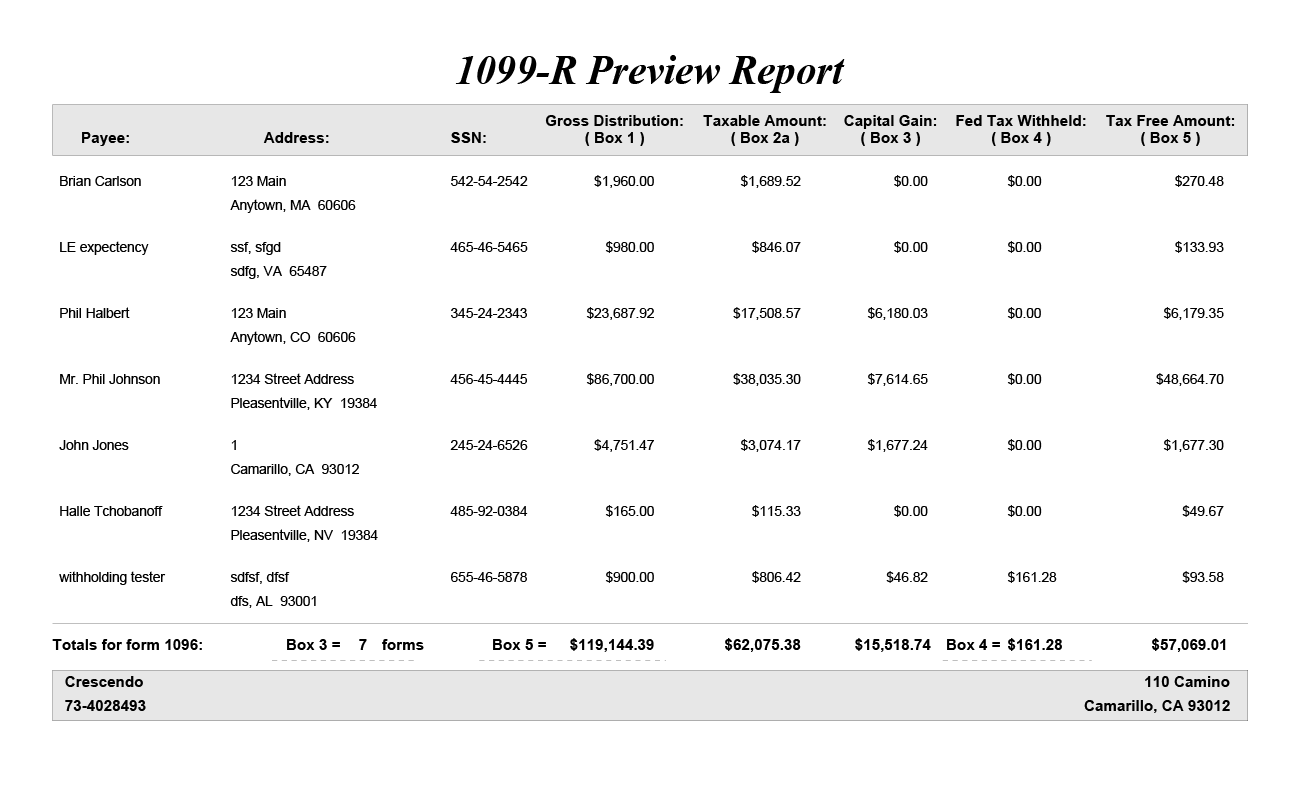 1099-R Preview Report
Gross Distribution: Taxable Amount: Capital Gain: Fed Tax Withheld: Tax Free Amount:
Payee: Address: SSN: ( Box 1 ) ( Box 2a ) ( Box 3 ) ( Box 4 ) ( Box 5 )
Brian Carlson 123 Main 542-54-2542 $1,960.00 $1,689.52 $0.00 $0.00 $270.48
Anytown, MA 60606
LE expectency ssf, sfgd 465-46-5465 $980.00 $846.07 $0.00 $0.00 $133.93
sdfg, VA 65487
Phil Halbert 123 Main 345-24-2343 $23,687.92 $17,508.57 $6,180.03 $0.00 $6,179.35
Anytown, CO 60606
Mr. Phil Johnson 1234 Street Address 456-45-4445 $86,700.00 $38,035.30 $7,614.65 $0.00 $48,664.70
Pleasentville, KY 19384
John Jones 1 245-24-6526 $4,751.47 $3,074.17 $1,677.24 $0.00 $1,677.30
Camarillo, CA 93012
Halle Tchobanoff 1234 Street Address 485-92-0384 $165.00 $115.33 $0.00 $0.00 $49.67
Pleasentville, NV 19384
withholding tester sdfsf, dfsf 655-46-5878 $900.00 $806.42 $46.82 $161.28 $93.58
dfs, AL 93001
Totals for form 1096: Box 3 = 7 forms Box 5 = $119,144.39 $62,075.38 $15,518.74 Box 4 = $161.28 $57,069.01
Crescendo 110 Camino
73-4028493 Camarillo, CA 93012